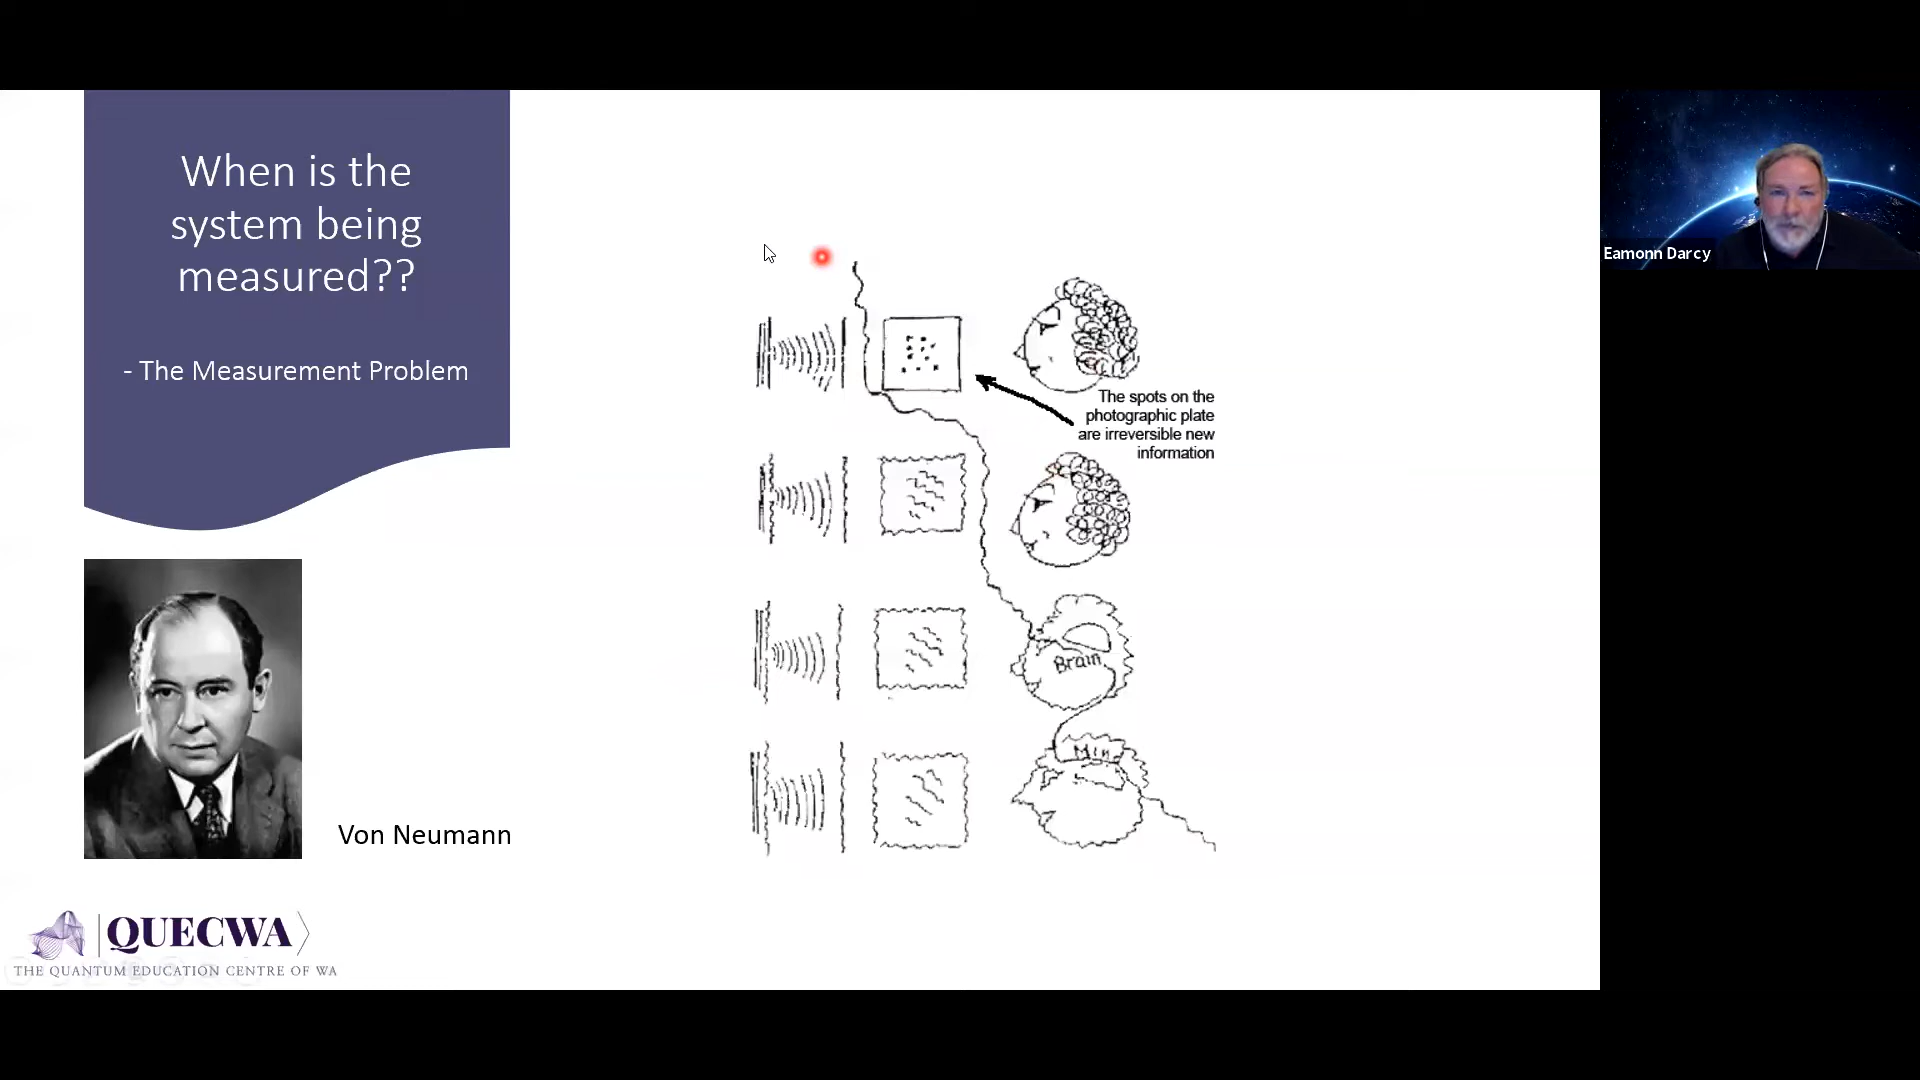 When is the
system being
measured??
- The Measurement Problem
Von Neumann
The spots on the
photographic plate
are irreversible new
information
Brain
QUECWA
THE QUANTUM EDUCATION CENTRE OF WA
Eamonn Darcy